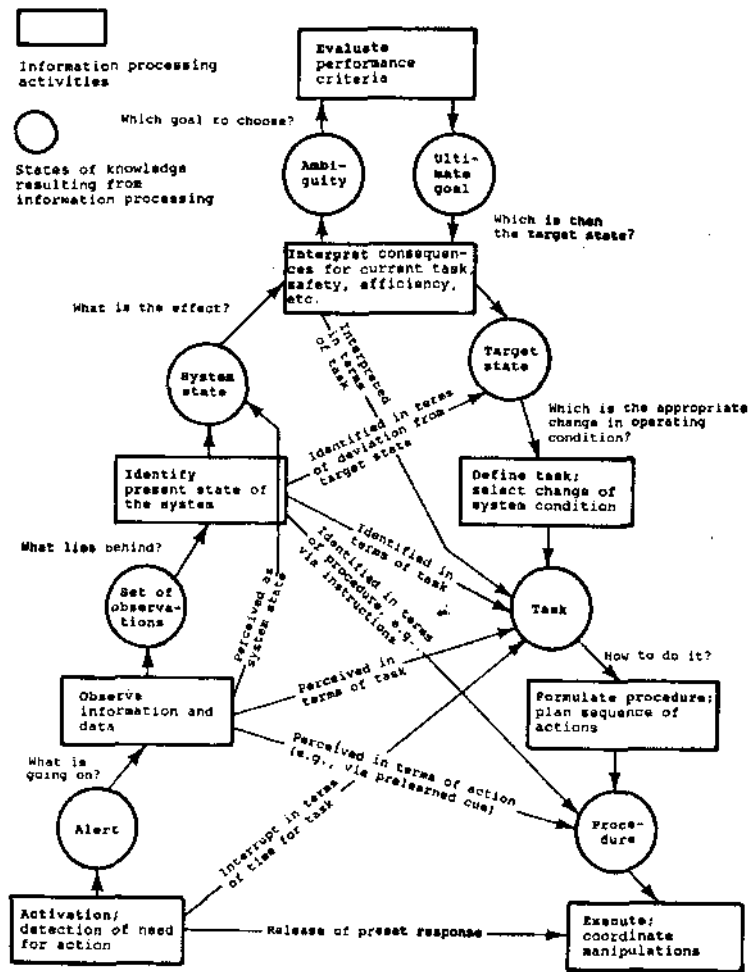 Information processing
activities
States of knowledge
resulting from
information processing
Evaluate
performance
criteria
Which goal to choose?
Ambi-
guity
Ulti-
mate
goal
Which is then
the target state?
Interpret consequen-
ces for current task,
safety, efficiency,
etc.
What is the effect?
System
state
Target
state
Interpreted
in terms
of task
Identified in terms
of deviation from
target state
Which is the appropriate
change in operating
condition?
Identify
present state of
the system
Define task;
select change of
system condition
What lies behind?
Identified in
terms of task
Identified in terms
of procedure, e.g.,
via instructions
Set of
observa-
tions
Perceived as
system state
Task
How to do it?
Observe
information and
data
Perceived in
terms of task
Formulate procedure;
plan sequence of
actions
What is
going on?
Perceived in terms of action
(e.g., via prelearned cue)
Alert
Interrupt in terms
of time for task
Proce-
dure
Activation;
detection of need
for action
Release of preset response
Execute;
coordinate
manipulations